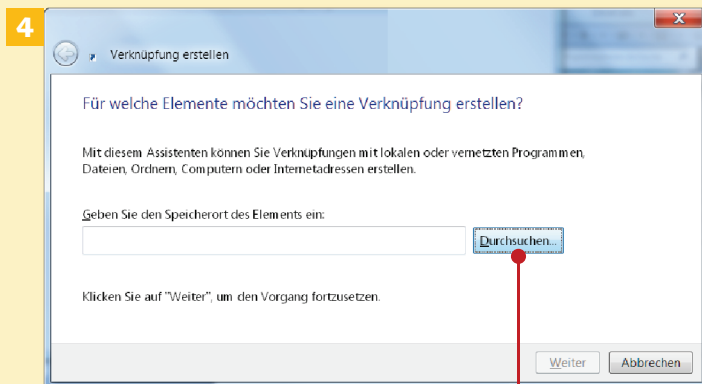 4
Verknüpfung erstellen
Für welche Elemente möchten Sie eine Verknüpfung erstellen?
Mit diesem Assistenten können Sie Verknüpfungen mit lokalen oder vernetzten Programmen,
Dateien, Ordnern, Computern oder Internetadressen erstellen.
Geben Sie den Speicherort des Elements ein:
Durchsuchen...
Klicken Sie auf "Weiter", um den Vorgang fortzusetzen.
Weiter Abbrechen